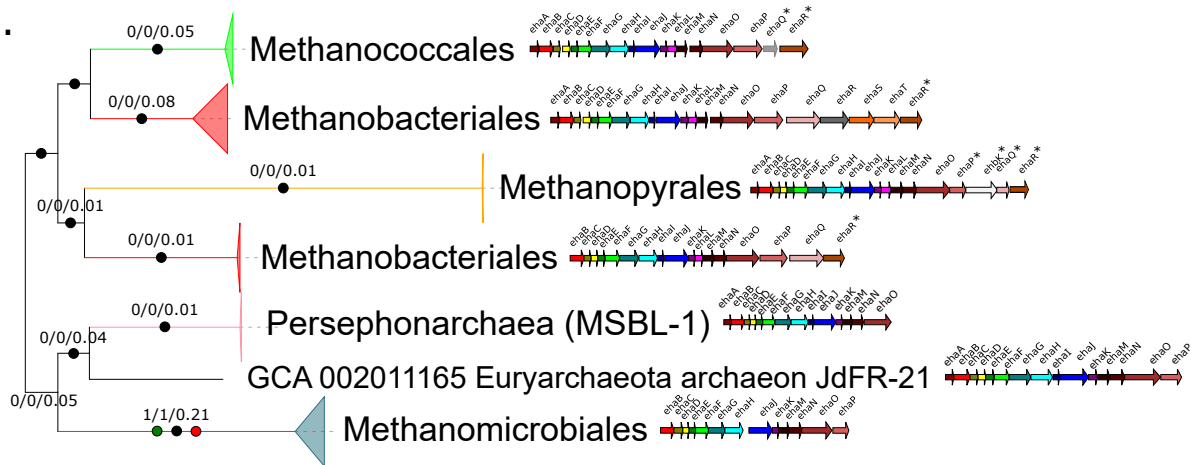 ehaA ehaB ehaC ehaD ehaE ehaF ehaG ehaH ehaI ehaJ ehaK ehaL ehaM ehaN ehaO ehaP ehaQ* ehaR*
0/0/0.05
Methanococcales
ehaA ehaB ehaC ehaD ehaE ehaF ehaG ehaH ehaI ehaJ ehaK ehaL ehaM ehaN ehaO ehaP ehaQ ehaR ehaS ehaT ehaR*
0/0/0.08
Methanobacteriales
ehaA ehaB ehaC ehaD ehaE ehaF ehaG ehaH ehaI ehaJ ehaK ehaL ehaM ehaN ehaO ehaP* ehbK* ehaQ* ehaR*
0/0/0.01
Methanopyrales
0/0/0.01
ehaB ehaC ehaD ehaE ehaF ehaG ehaH ehaI ehaJ ehaK ehaL ehaM ehaN ehaO ehaP ehaQ ehaR*
0/0/0.01
Methanobacteriales
ehaA ehaB ehaC ehaD ehaE ehaF ehaG ehaH ehaI ehaJ ehaK ehaM ehaN ehaO
0/0/0.01
Persephonarchaea (MSBL-1)
0/0/0.04
ehaA ehaB ehaC ehaD ehaE ehaF ehaG ehaH ehaI ehaJ ehaK ehaM ehaN ehaO ehaP
GCA 002011165 Euryarchaeota archaeon JdFR-21
0/0/0.05
ehaB ehaC ehaD ehaE ehaF ehaG ehaH ehaJ ehaK ehaM ehaN ehaO ehaP
1/1/0.21
Methanomicrobiales